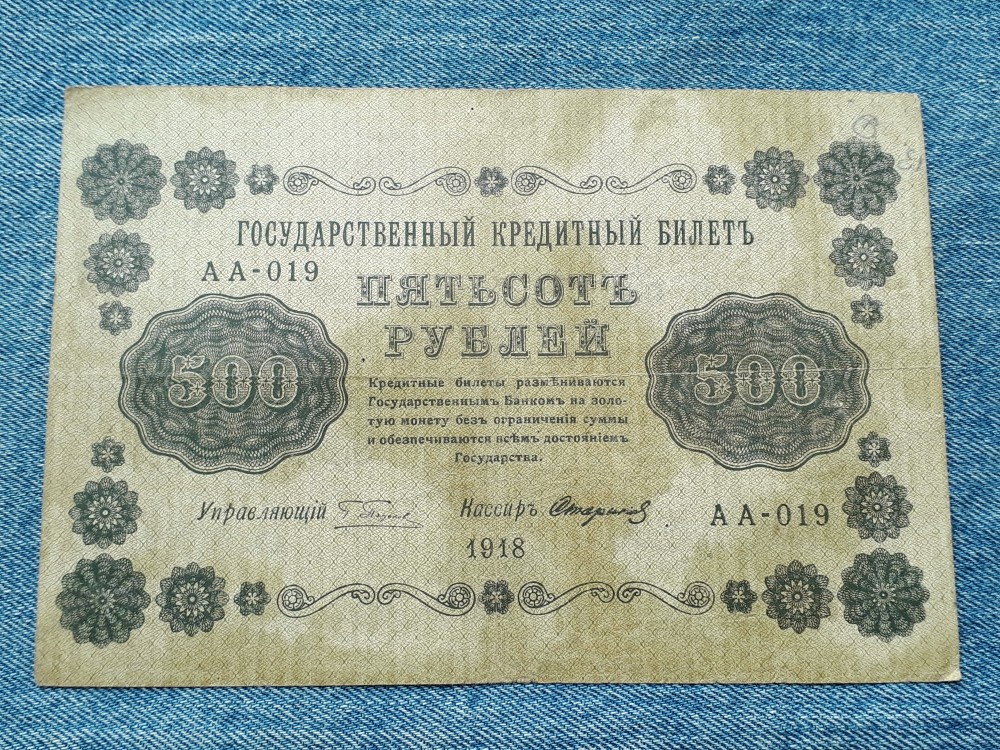 ГОСУДАРСТВЕННЫЙ КРЕДИТНЫЙ БИЛЕТЪ
АА-019
ПЯТЬСОТЪ
РУБЛЕЙ
500
500
Кредитные билеты размѣниваются
Государственнымъ Банкомъ на золо-
тую монету безъ ограниченія суммы
и обезпечиваются всѣмъ достояніемъ
Государства.
Управляющій
Кассиръ Стариков
АА-019
1918